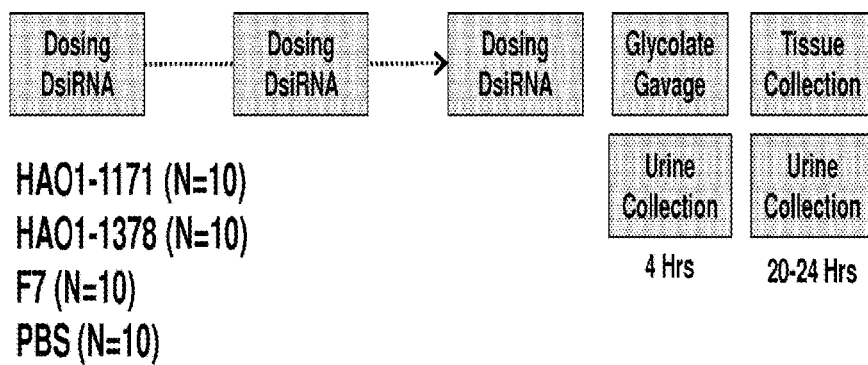 Dosing
DsiRNA
Dosing
DsiRNA
Dosing
DsiRNA
Glycolate
Gavage
Tissue
Collection
Urine
Collection
Urine
Collection
4 Hrs
20-24 Hrs
HAO1-1171 (N=10)
HAO1-1378 (N=10)
F7 (N=10)
PBS (N=10)